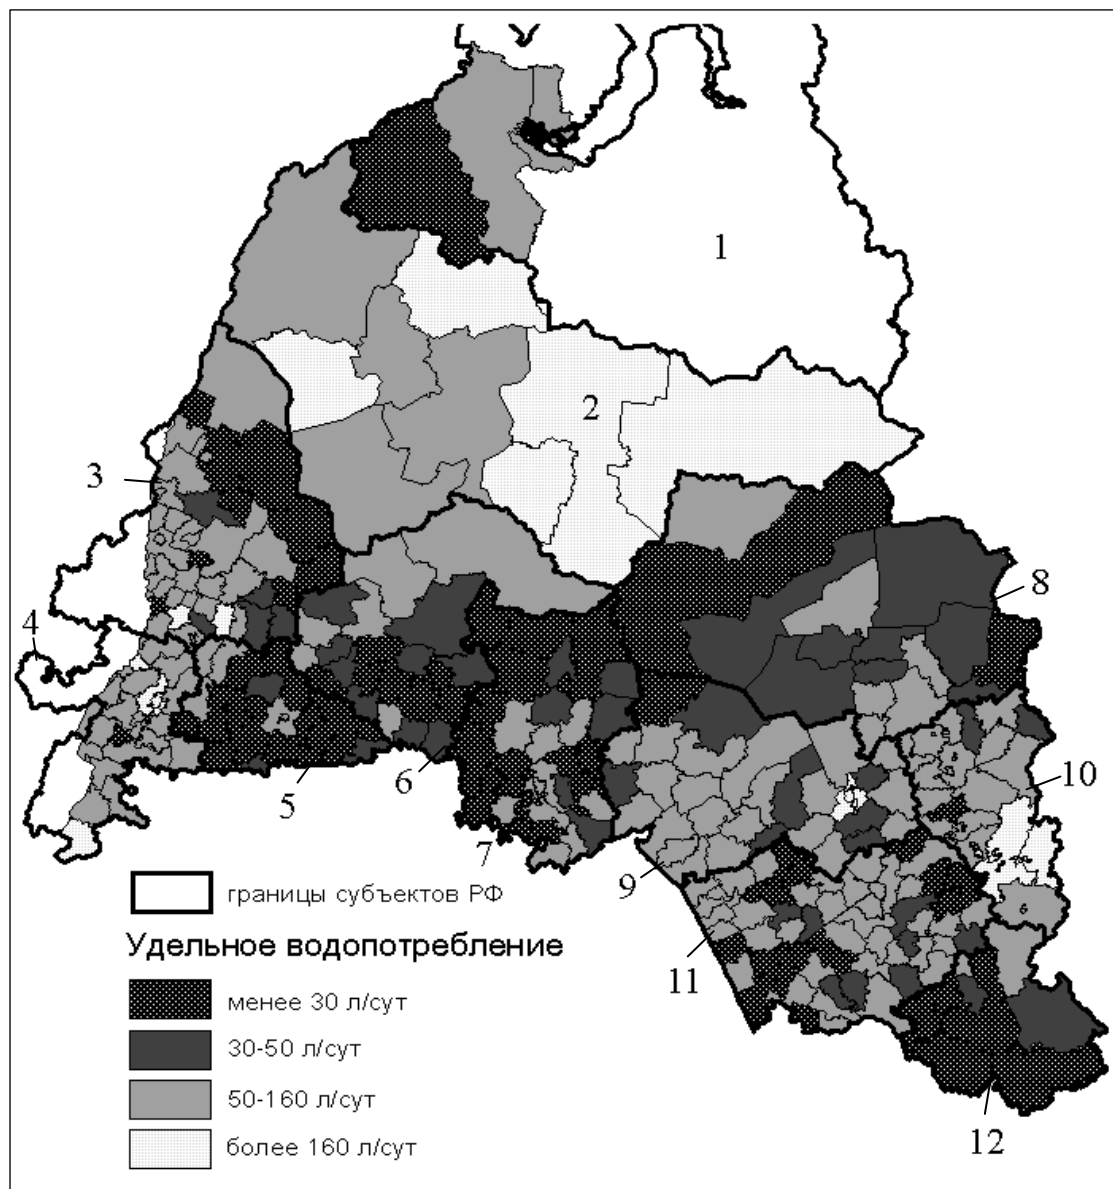 1
2
3
8
4
10
6
5
7
9
границы субъектов РФ
Удельное водопотребление
11
менее 30 л/сут
30-50 л/сут
50-160 л/сут
12
более 160 л/сут